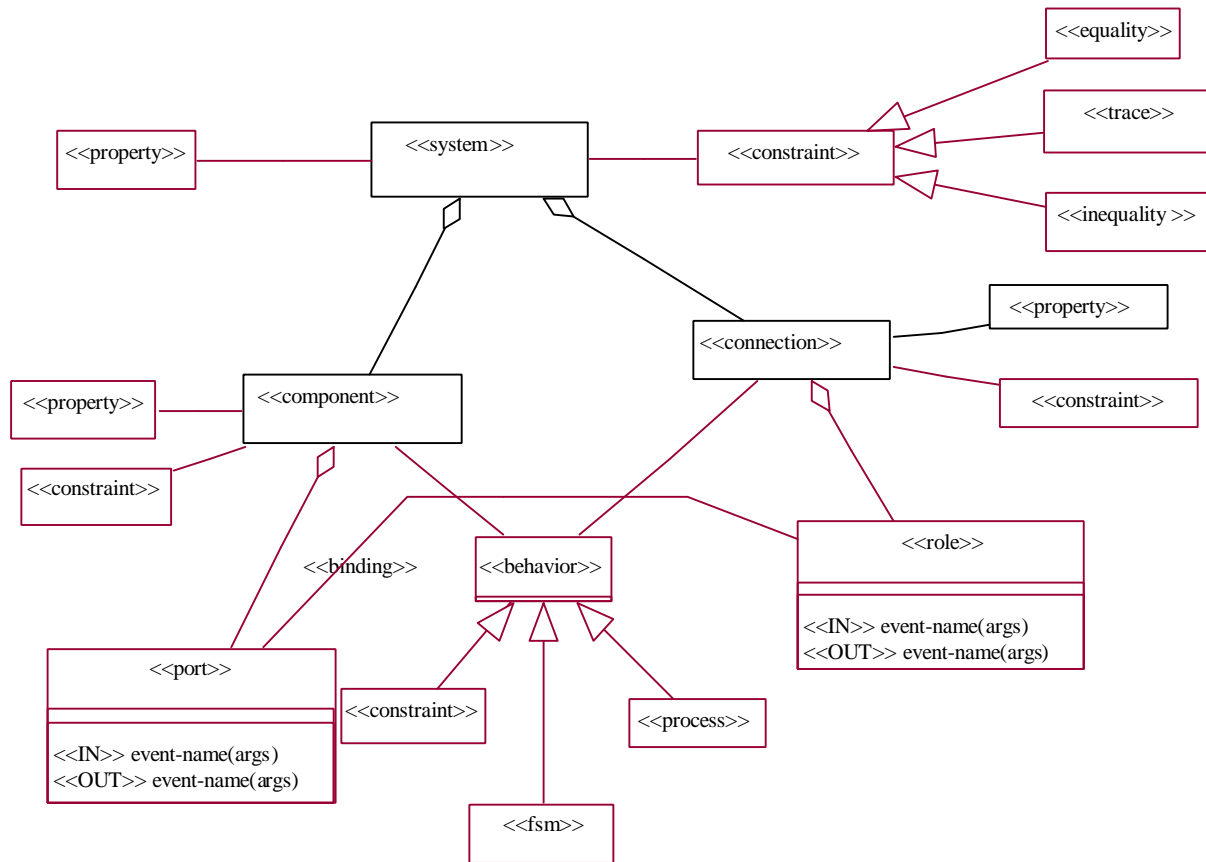 <<equality>>
<<trace>>
<<property>>
<<system>>
<<constraint>>
<<inequality >>
<<property>>
<<connection>>
<<property>>
<<component>>
<<constraint>>
<<constraint>>
<<binding>>
<<behavior>>
<<role>>
<<IN>> event-name(args)
<<OUT>> event-name(args)
<<port>>
<<IN>> event-name(args)
<<OUT>> event-name(args)
<<constraint>>
<<process>>
<<fsm>>